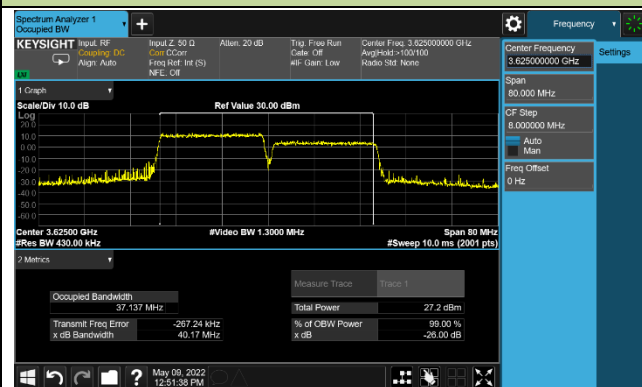 Spectrum Analyzer 1
Occupied BW
Frequency
KEYSIGHT
Input: RF
Coupling: DC
Align: Auto
Input Z: 50 Ω
Corr CCorr
Freq Ref: Int (S)
NFE: Off
Atten: 20 dB
Trig: Free Run
Gate: Off
#IF Gain: Low
Center Freq: 3.625000000 GHz
Avg|Hold:>100/100
Radio Std: None
Center Frequency
3.625000000 GHz
Settings
Span
80.000 MHz
CF Step
8.000000 MHz
Auto
Man
Freq Offset
0 Hz
1 Graph
Scale/Div 10.0 dB
Ref Value 30.00 dBm
Log
20.0
10.0
0.00
-10.0
-20.0
-30.0
-40.0
-50.0
-60.0
Center 3.62500 GHz
#Video BW 1.3000 MHz
Span 80 MHz
#Res BW 430.00 kHz
#Sweep 10.0 ms (2001 pts)
2 Metrics
Measure Trace
Trace 1
Occupied Bandwidth
37.137 MHz
Total Power
27.2 dBm
Transmit Freq Error
-267.24 kHz
% of OBW Power
99.00 %
x dB Bandwidth
40.17 MHz
x dB
-26.00 dB
?
May 09, 2022
12:51:38 PM